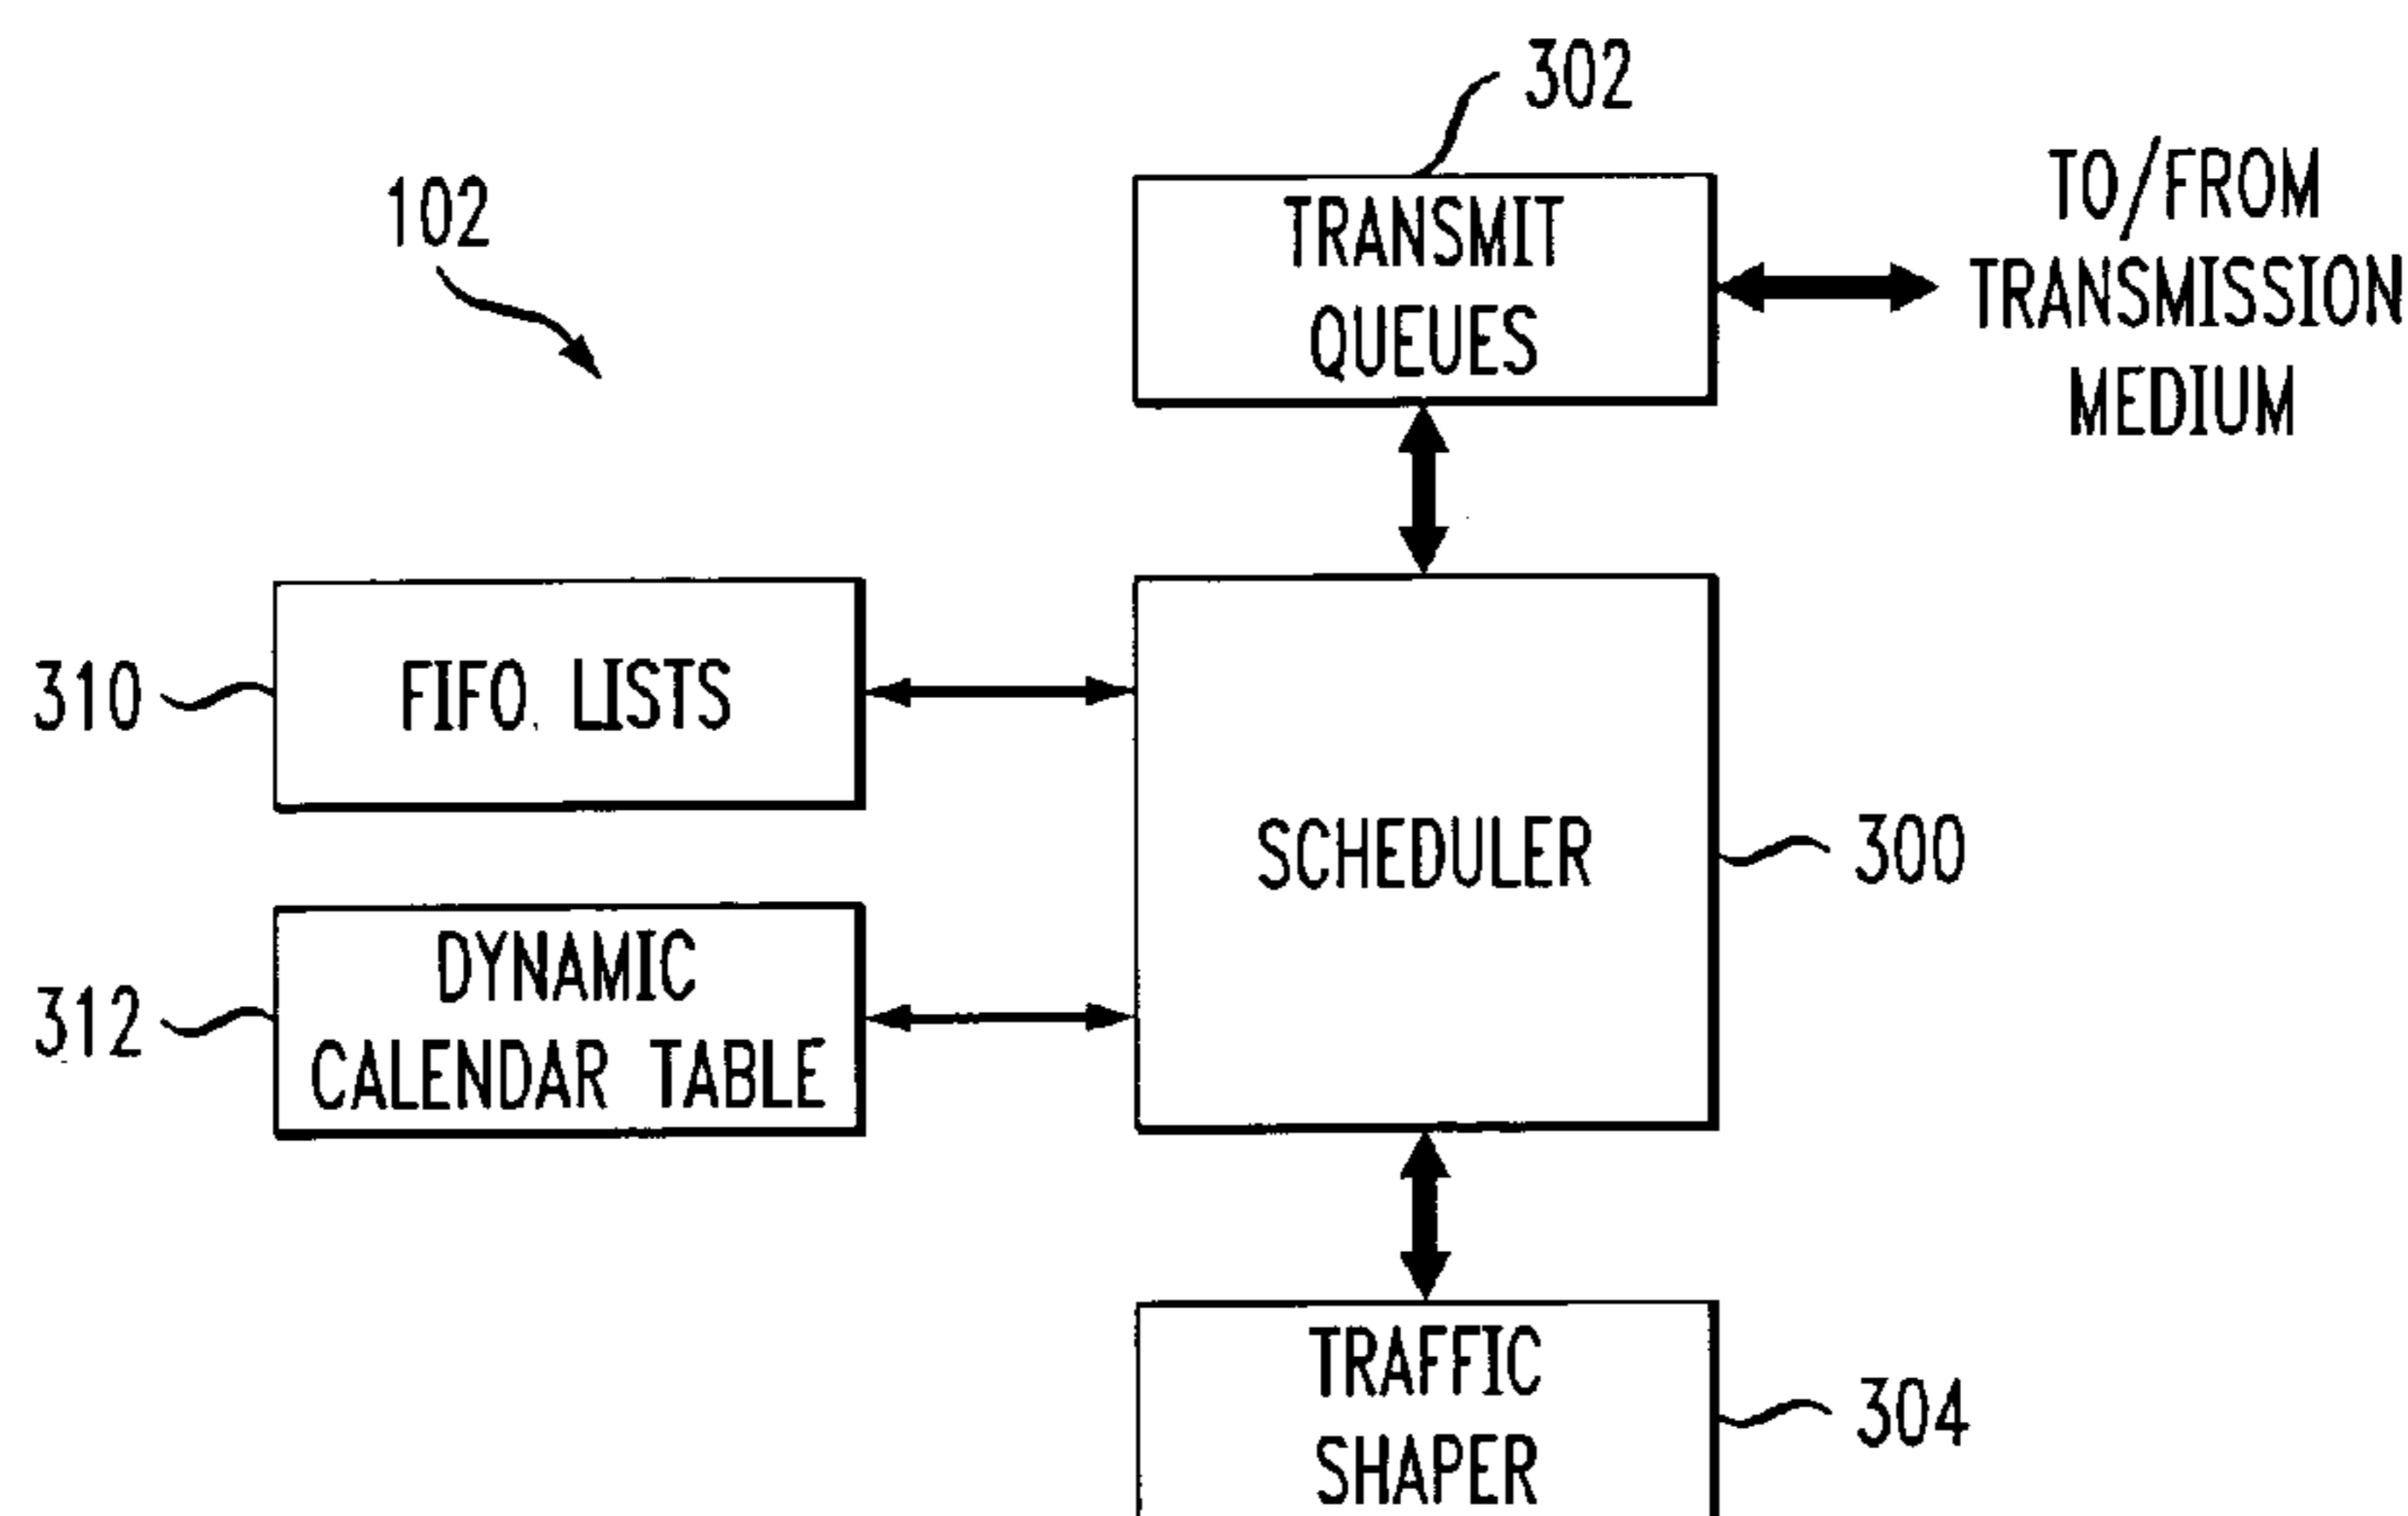 302
102
TRANSMIT
QUEUES
TO/FROM
TRANSMISSION
MEDIUM
310
FIFO. LISTS
SCHEDULER
300
312
DYNAMIC
CALENDAR TABLE
TRAFFIC
SHAPER
304